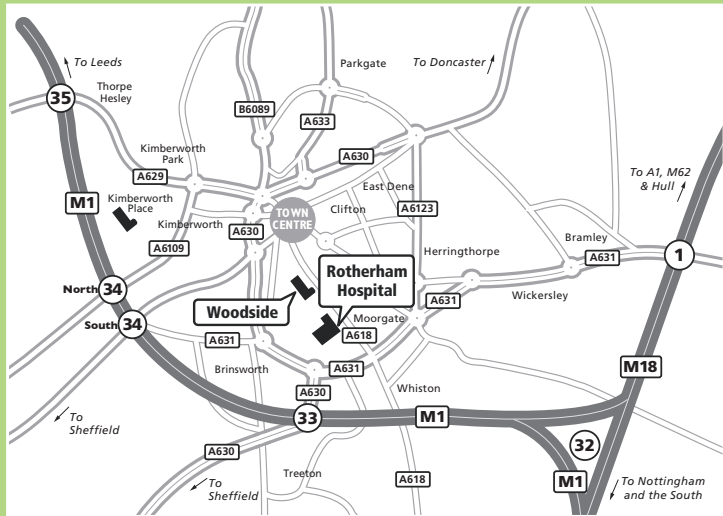 To Leeds
Parkgate
To Doncaster
Thorpe
Hesley
35
B6089
A633
Kimberworth
Park
A630
To A1, M62
& Hull
A629
East Dene
M1
Kimberworth
Place
TOWN
CENTRE
Clifton
A6123
Kimberworth
A630
Bramley
A6109
Herringthorpe
A631
1
Rotherham
Hospital
North
34
Woodside
A631
Wickersley
South
34
Moorgate
A618
A631
Brinsworth
A631
M18
Whiston
A630
To
Sheffield
33
M1
32
A630
Treeton
A618
M1
To
Sheffield
To Nottingham
and the South